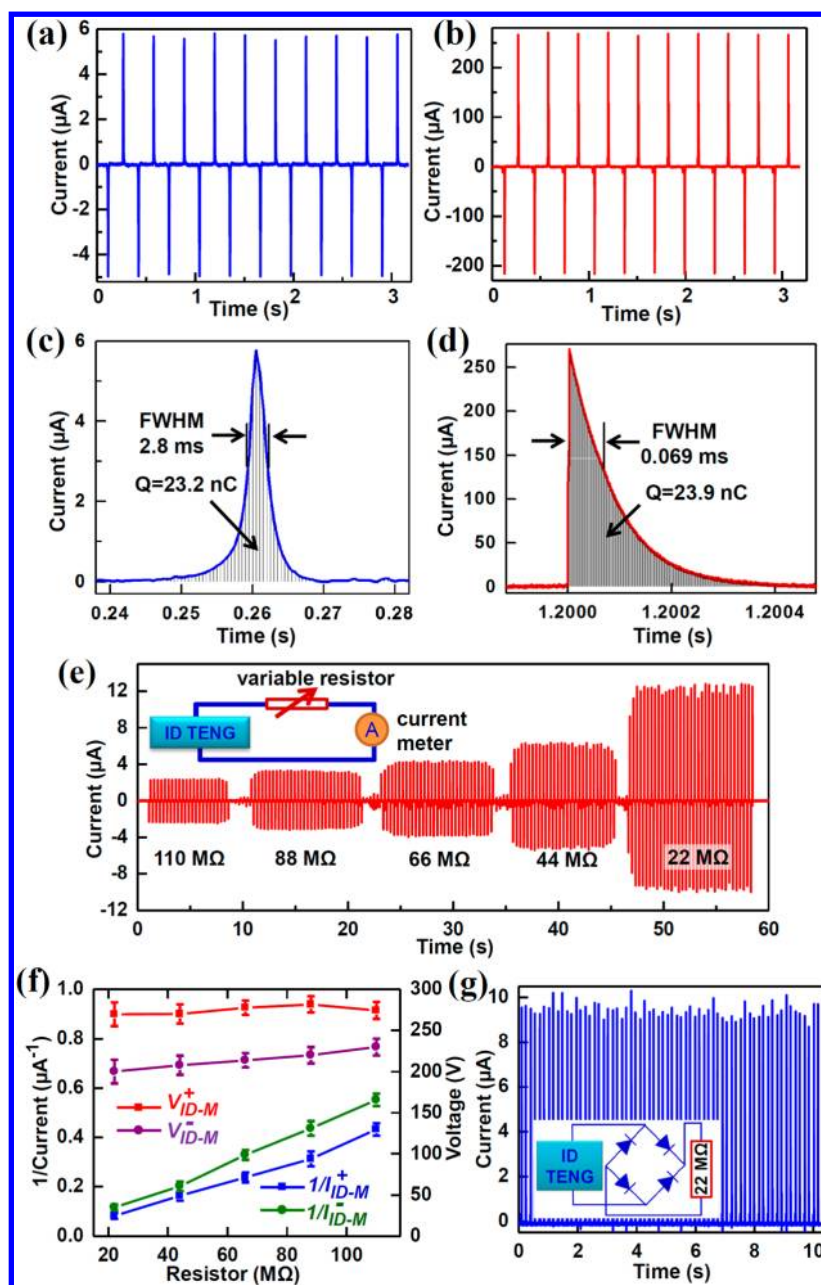 (a)
6
4
2
0
-2
-4
Current (µA)
0 1 2 3
Time (s)
(b)
250
200
150
100
50
0
-50
-100
-150
-200
Current (µA)
0 1 2 3
Time (s)
(c)
6
4
2
0
Current (µA)
FWHM
2.8 ms
Q=23.2 nC
0.24 0.25 0.26 0.27 0.28
Time (s)
(d)
250
200
150
100
50
0
Current (µA)
FWHM
0.069 ms
Q=23.9 nC
1.2000 1.2002 1.2004
Time (s)
(e)
12
8
4
0
-4
-8
-12
Current (µA)
variable resistor
ID TENG
A
current
meter
110 MΩ 88 MΩ 66 MΩ 44 MΩ 22 MΩ
0 10 20 30 40 50 60
Time (s)
(f)
1.0
0.8
0.6
0.4
0.2
0.0
1/Current (µA⁻¹)
V⁺ID-M
V⁻ID-M
1/I⁺ID-M
1/I⁻ID-M
300
250
200
150
100
50
0
Voltage (V)
20 40 60 80 100
Resistor (MΩ)
(g)
10
8
6
4
2
0
Current (µA)
ID
TENG
22 MΩ
0 2 4 6 8 10
Time (s)